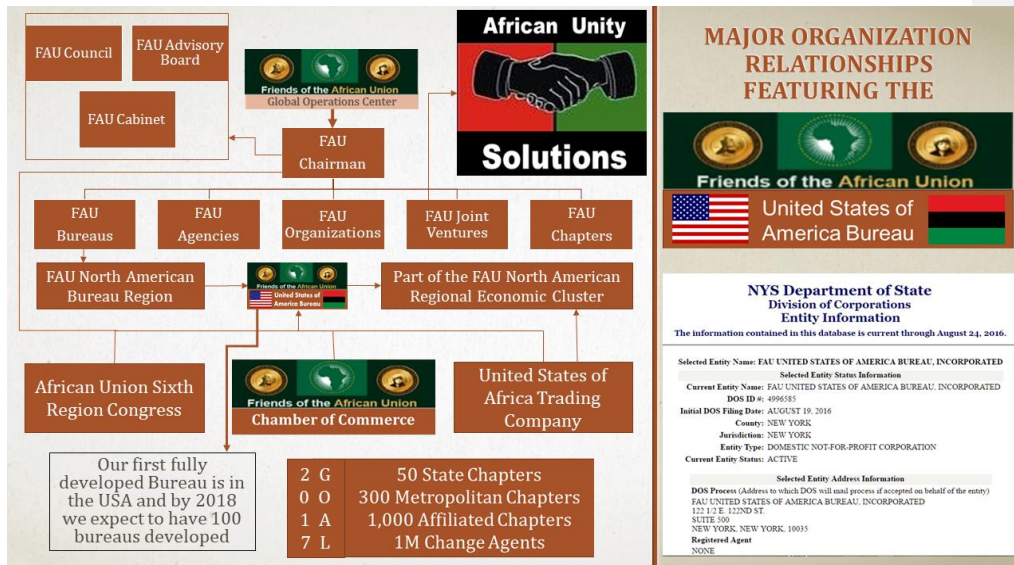 FAU Council
FAU Advisory
Board
FAU Cabinet
Friends of the African Union
Global Operations Center
FAU
Chairman
African Unity
Solutions
FAU
Bureaus
FAU
Agencies
FAU
Organizations
FAU Joint
Ventures
FAU
Chapters
FAU North American
Bureau Region
Friends of the African Union
United States of
America Bureau
Part of the FAU North American
Regional Economic Cluster
African Union Sixth
Region Congress
Friends of the African Union
Chamber of Commerce
United States of
Africa Trading
Company
Our first fully
developed Bureau is in
the USA and by 2018
we expect to have 100
bureaus developed
2 G 50 State Chapters
0 O 300 Metropolitan Chapters
1 A 1,000 Affiliated Chapters
7 L 1M Change Agents
MAJOR ORGANIZATION
RELATIONSHIPS
FEATURING THE
Friends of the African Union
United States of
America Bureau
NYS Department of State
Division of Corporations
Entity Information
The information contained in this database is current through August 24, 2016.
Selected Entity Name: FAU UNITED STATES OF AMERICA BUREAU, INCORPORATED
Selected Entity Status Information
Current Entity Name: FAU UNITED STATES OF AMERICA BUREAU, INCORPORATED
DOS ID #: 4996585
Initial DOS Filing Date: AUGUST 19, 2016
County: NEW YORK
Jurisdiction: NEW YORK
Entity Type: DOMESTIC NOT-FOR-PROFIT CORPORATION
Current Entity Status: ACTIVE
Selected Entity Address Information
DOS Process (Address to which DOS will mail process if accepted on behalf of the entity)
FAU UNITED STATES OF AMERICA BUREAU, INCORPORATED
122 1/2 E. 122ND ST.
SUITE 500
NEW YORK, NEW YORK, 10035
Registered Agent
NONE